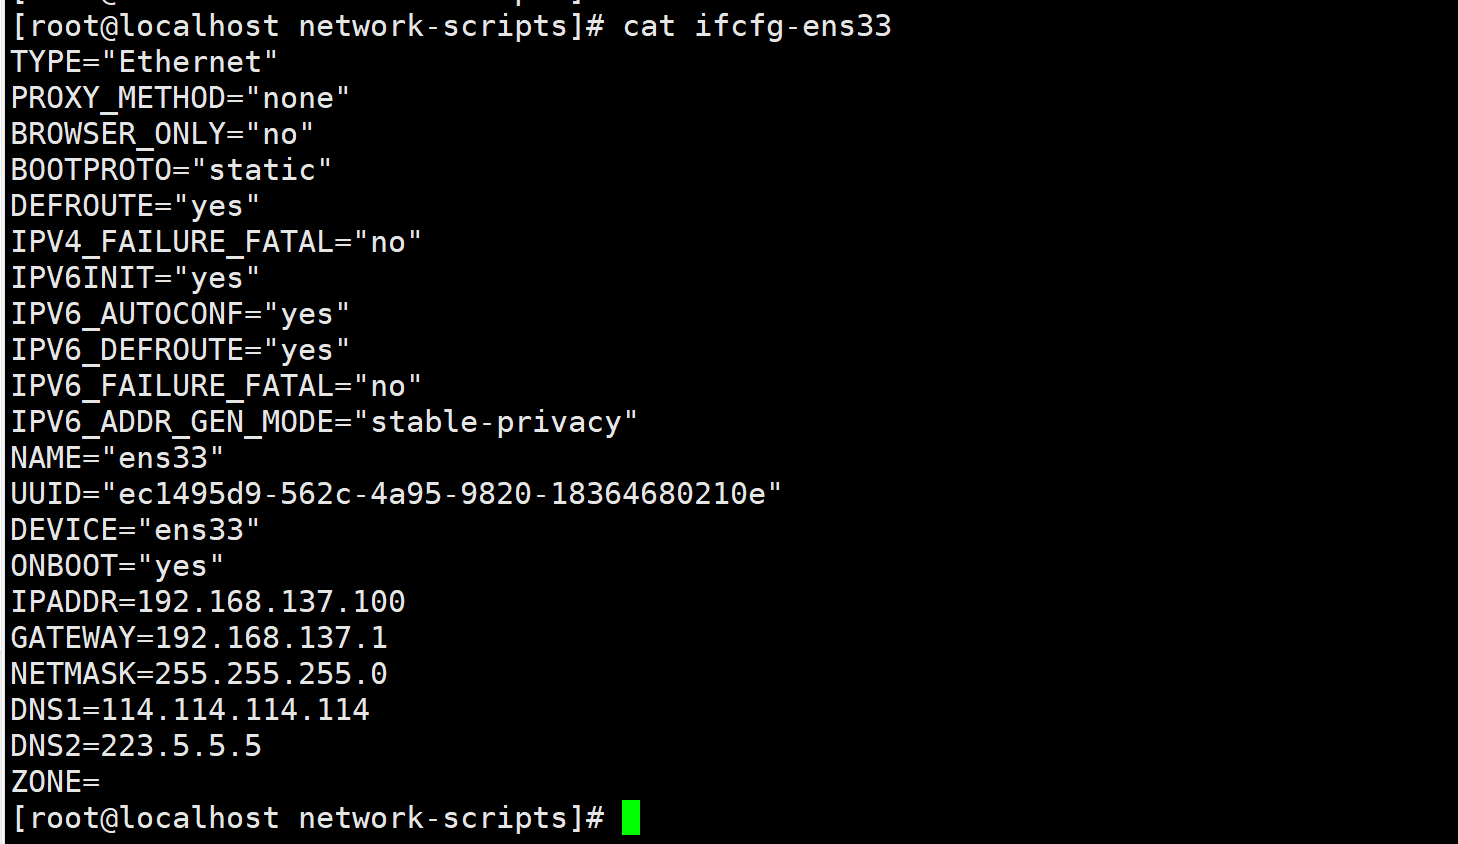 [root@localhost network-scripts]# cat ifcfg-ens33
TYPE="Ethernet"
PROXY_METHOD="none"
BROWSER_ONLY="no"
BOOTPROTO="static"
DEFROUTE="yes"
IPV4_FAILURE_FATAL="no"
IPV6INIT="yes"
IPV6_AUTOCONF="yes"
IPV6_DEFROUTE="yes"
IPV6_FAILURE_FATAL="no"
IPV6_ADDR_GEN_MODE="stable-privacy"
NAME="ens33"
UUID="ec1495d9-562c-4a95-9820-18364680210e"
DEVICE="ens33"
ONBOOT="yes"
IPADDR=192.168.137.100
GATEWAY=192.168.137.1
NETMASK=255.255.255.0
DNS1=114.114.114.114
DNS2=223.5.5.5
ZONE=
[root@localhost network-scripts]#